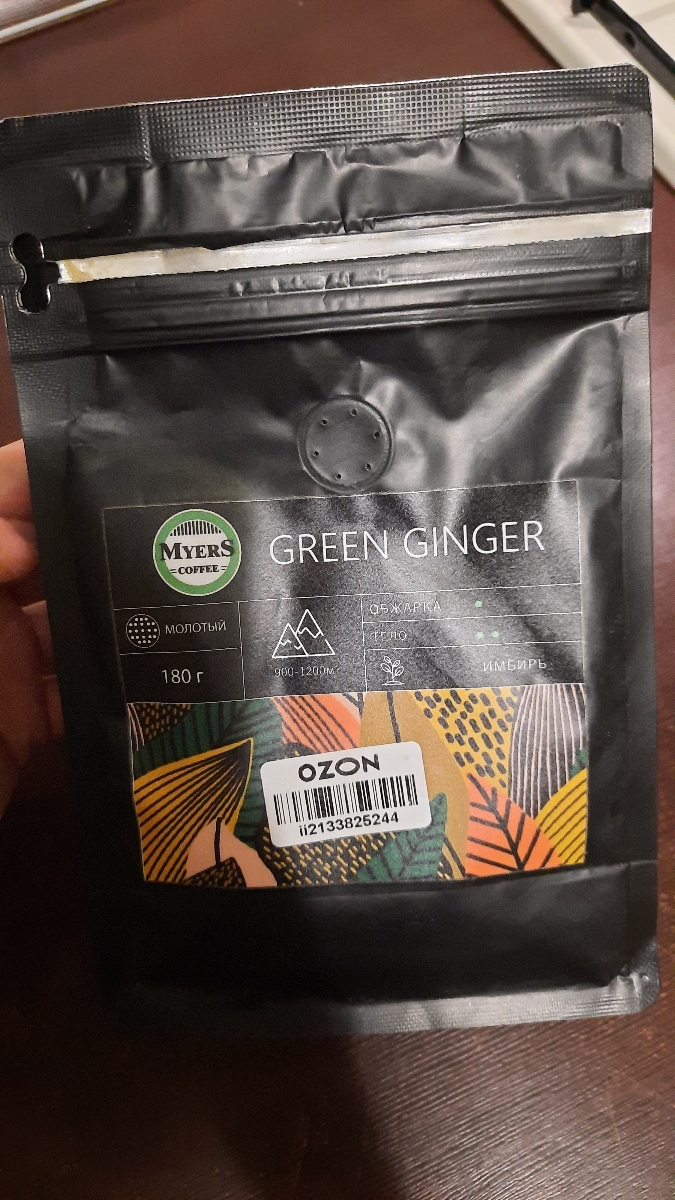 MYERS
COFFEE
GREEN GINGER
МОЛОТЫЙ
180 г
900-1200м
ОБЖАРКА
ТЕЛО
ИМБИРЬ
OZON
ii2133825244